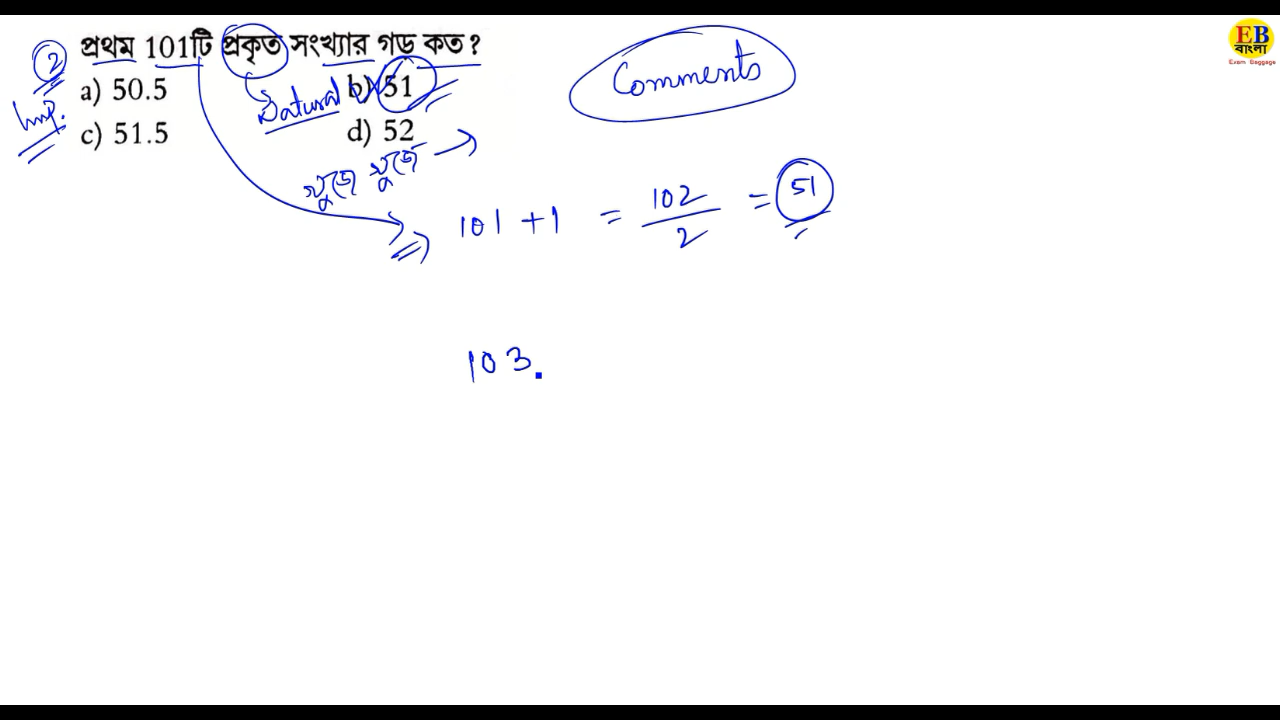 ② প্রথম 101টি প্রকৃত সংখ্যার গড় কত?
a) 50.5 b) 51
c) 51.5 d) 52
Imp.
Natural
খুজে খুজে →
Comments
EB
বাংলা
Exam Baggage
⇒ 101 + 1 = 102/2 = 51
103.